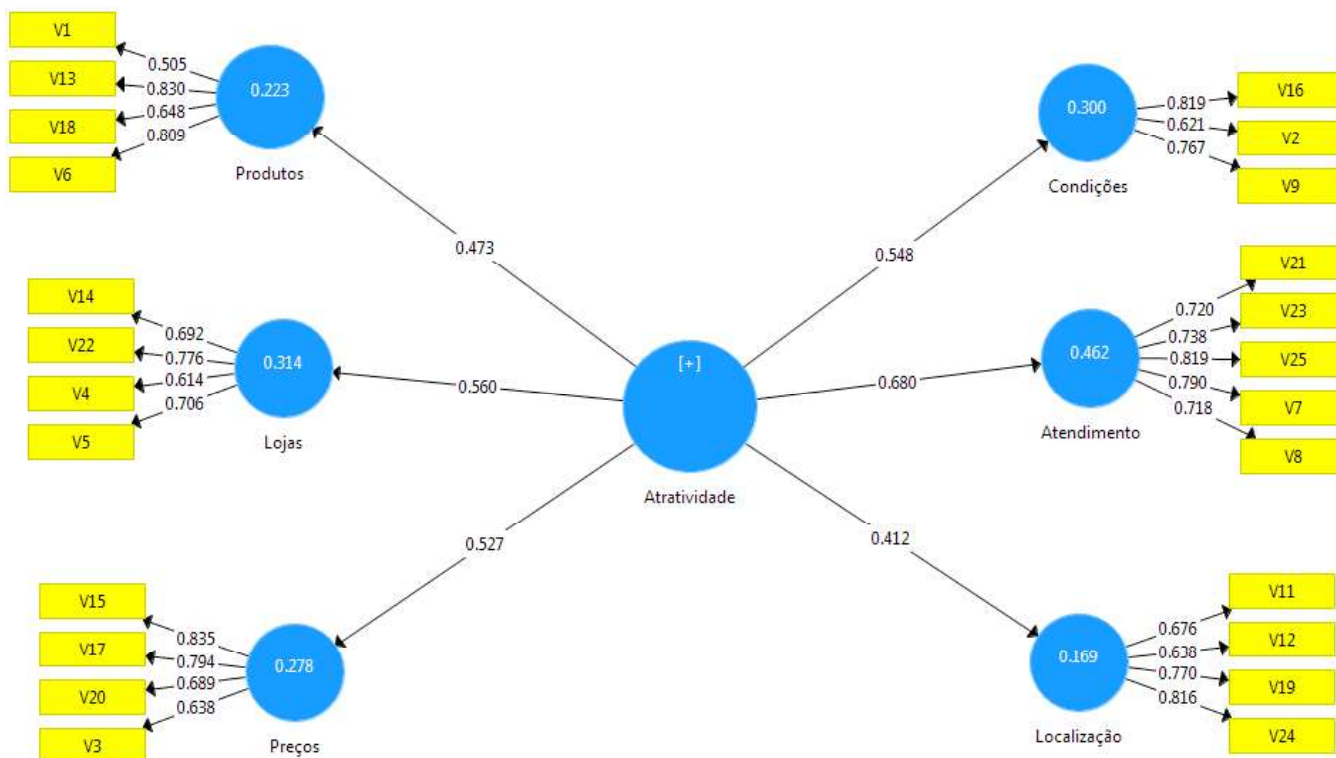 V1
V13
V18
V6
0.505
0.830
0.648
0.809
0.223
Produtos
0.473
V14
V22
V4
V5
0.692
0.776
0.614
0.706
0.314
Lojas
0.560
V15
V17
V20
V3
0.835
0.794
0.689
0.638
0.278
Preços
0.527
[+]
Atratividade
0.548
0.300
Condições
0.819
0.621
0.767
V16
V2
V9
0.680
0.462
Atendimento
0.720
0.738
0.819
0.790
0.718
V21
V23
V25
V7
V8
0.412
0.169
Localização
0.676
0.638
0.770
0.816
V11
V12
V19
V24